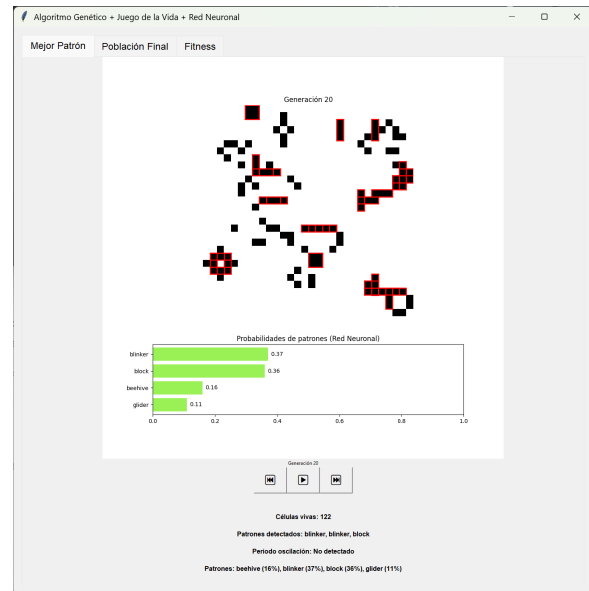 Algoritmo Genético + Juego de la Vida + Red Neuronal
Mejor Patrón Población Final Fitness
Generación 20
Probabilidades de patrones (Red Neuronal)
blinker 0.37
block 0.36
beehive 0.16
glider 0.11
0.0 0.2 0.4 0.6 0.8 1.0
Generación 20
Células vivas: 122
Patrones detectados: blinker, blinker, block
Periodo oscilación: No detectado
Patrones: beehive (16%), blinker (37%), block (36%), glider (11%)